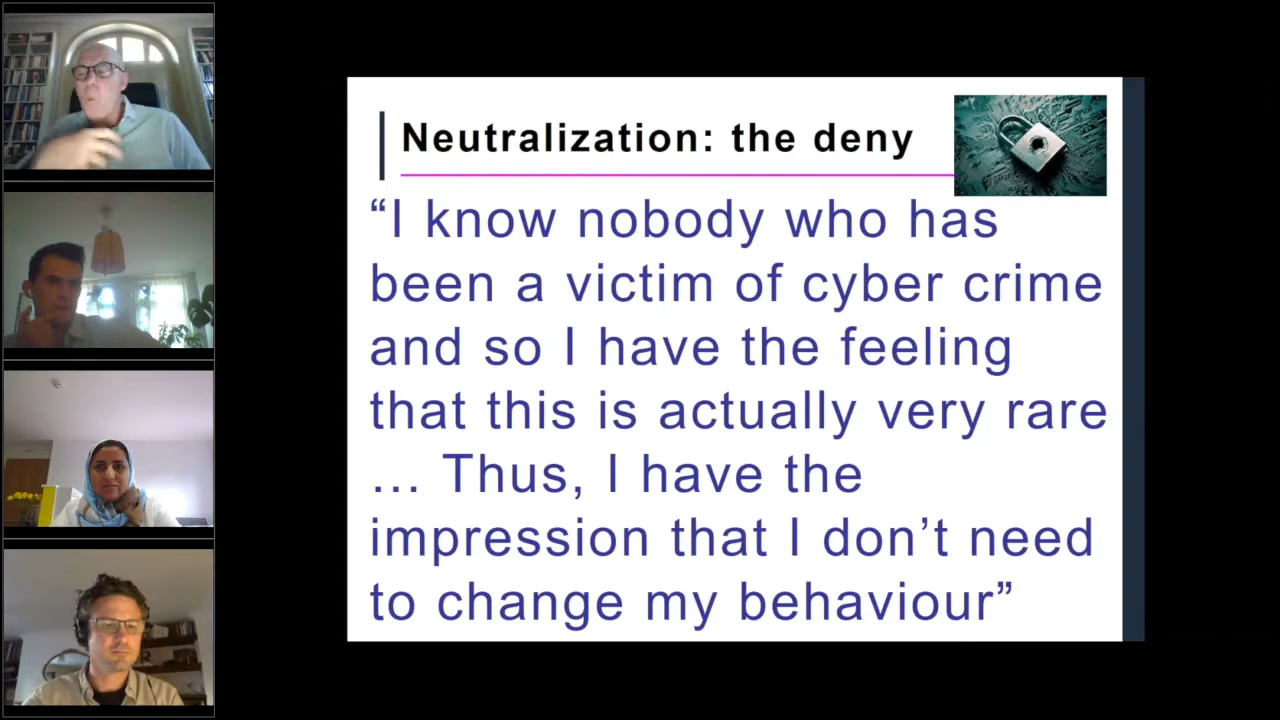 Neutralization: the deny
“I know nobody who has
been a victim of cyber crime
and so I have the feeling
that this is actually very rare
… Thus, I have the
impression that I don’t need
to change my behaviour”